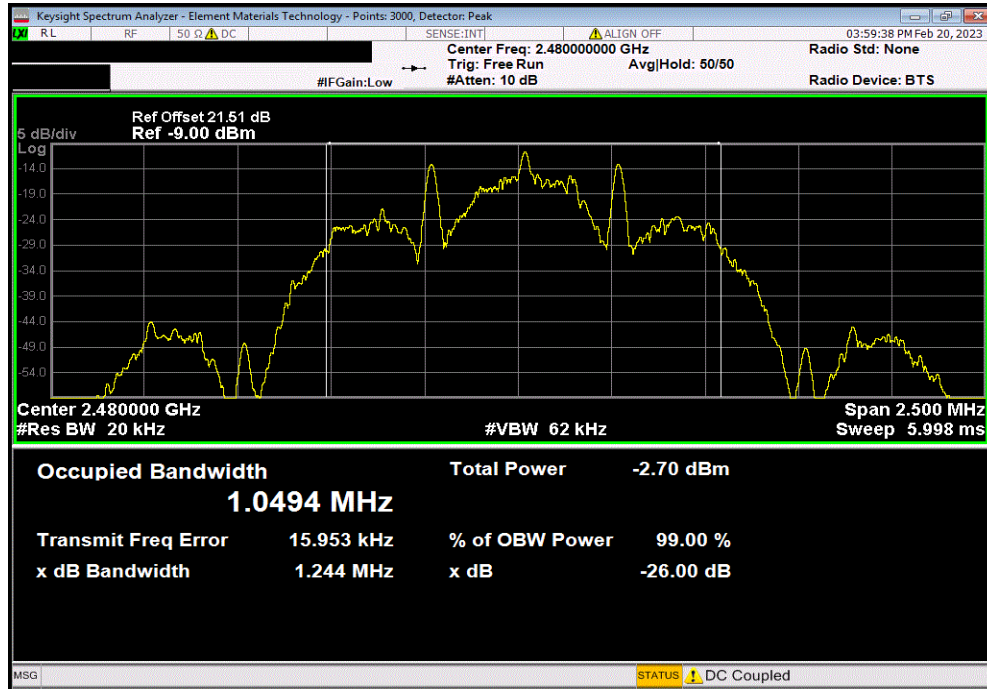 Keysight Spectrum Analyzer - Element Materials Technology - Points: 3000, Detector: Peak
LXI RL RF 50 Ω DC SENSE:INT ALIGN OFF 03:59:38 PM Feb 20, 2023
Center Freq: 2.480000000 GHz Radio Std: None
Trig: Free Run Avg|Hold: 50/50
#IFGain:Low #Atten: 10 dB Radio Device: BTS
Ref Offset 21.51 dB
5 dB/div Ref -9.00 dBm
Log
-14.0
-19.0
-24.0
-29.0
-34.0
-39.0
-44.0
-49.0
-54.0
Center 2.480000 GHz Span 2.500 MHz
#Res BW 20 kHz #VBW 62 kHz Sweep 5.998 ms
Occupied Bandwidth Total Power -2.70 dBm
1.0494 MHz
Transmit Freq Error 15.953 kHz % of OBW Power 99.00 %
x dB Bandwidth 1.244 MHz x dB -26.00 dB
MSG STATUS DC Coupled